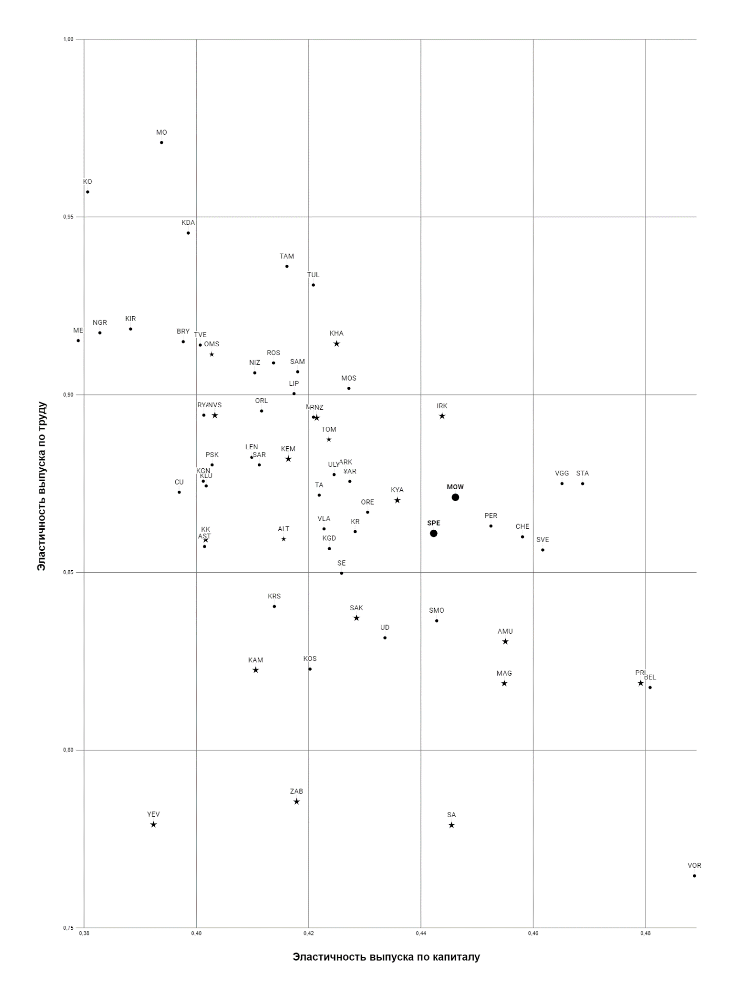 1,00
MO
KO
0,95
KDA
TAM
TUL
KIR
NGR
ME
BRY
KHA
TVE
OMS
ROS
SAM
NIZ
MOS
LIP
0,90
ORL
NVS
IRK
TOM
LEN
KEM
PSK
SAR
ULY
KGN
KLU
VGG
STA
CU
TA
MOW
KYA
ORE
PER
VLA
KR
SPE
CHE
KK
ALT
AST
KGD
SVE
SE
0,85
KRS
SAK
SMO
UD
AMU
KOS
KAM
MAG
PRI
BEL
0,80
ZAB
YEV
SA
VOR
0,75
0,38
0,40
0,42
0,44
0,46
0,48
Эластичность выпуска по труду
Эластичность выпуска по капиталу